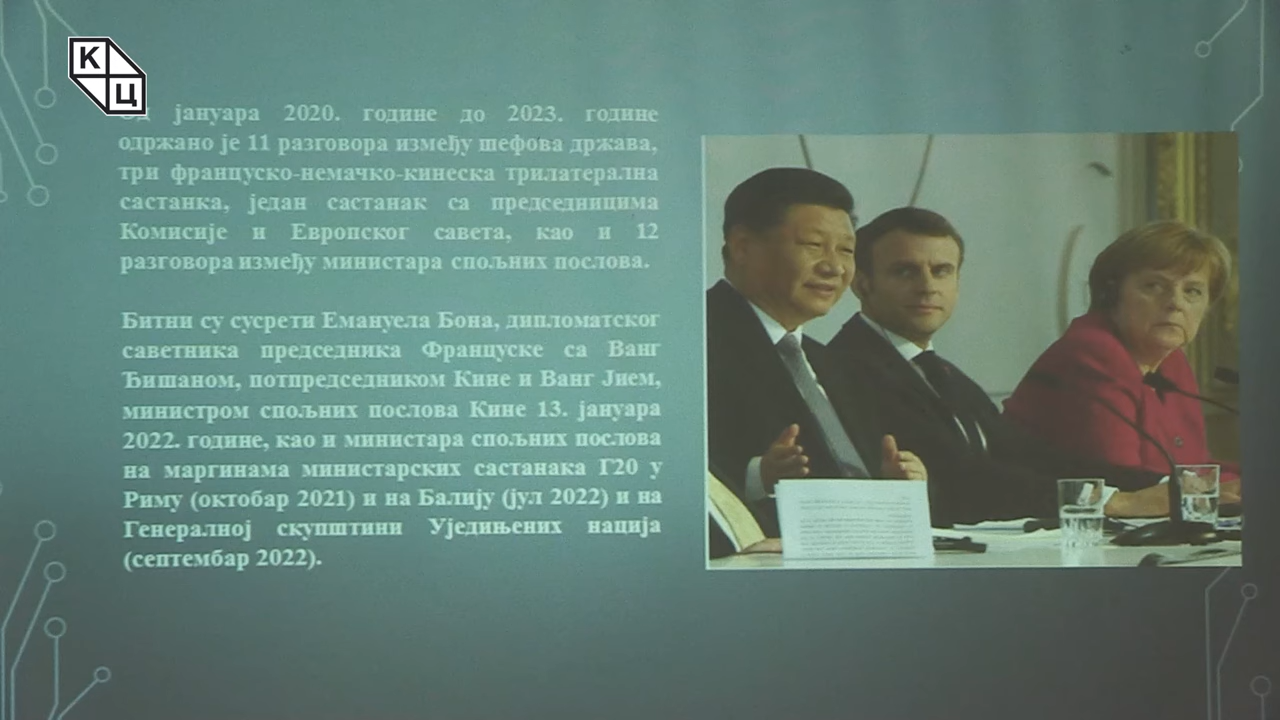 К
Ц
јануара 2020. године до 2023. године
одржано је 11 разговора између шефова држава,
три француско-немачко-кинеска трилатерална
састанка, један састанак са председницима
Комисије и Европског савета, као и 12
разговора између министара спољних послова.
Битни су сусрети Емануела Бона, дипломатског
саветника председника Француске са Ванг
Ћишаном, потпредседником Кине и Ванг Јием,
министром спољних послова Кине 13. јануара
2022. године, као и министара спољних послова
на маргинама министарских састанака Г20 у
Риму (октобар 2021) и на Балију (јул 2022) и на
Генералној скупштини Уједињених нација
(септембар 2022).